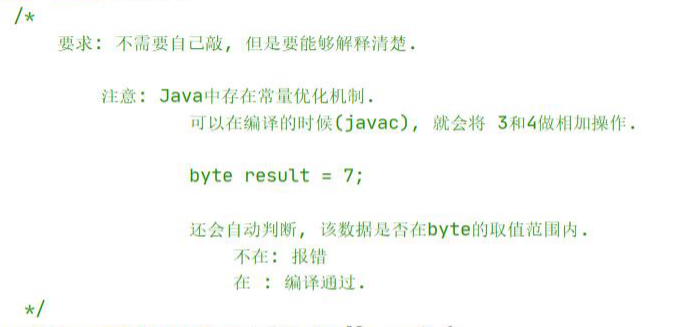 /*
要求: 不需要自己敲, 但是要能够解释清楚.
注意: Java中存在常量优化机制.
可以在编译的时候(javac), 就会将 3和4做相加操作.
byte result = 7;
还会自动判断, 该数据是否在byte的取值范围内.
不在: 报错
在 : 编译通过.
*/